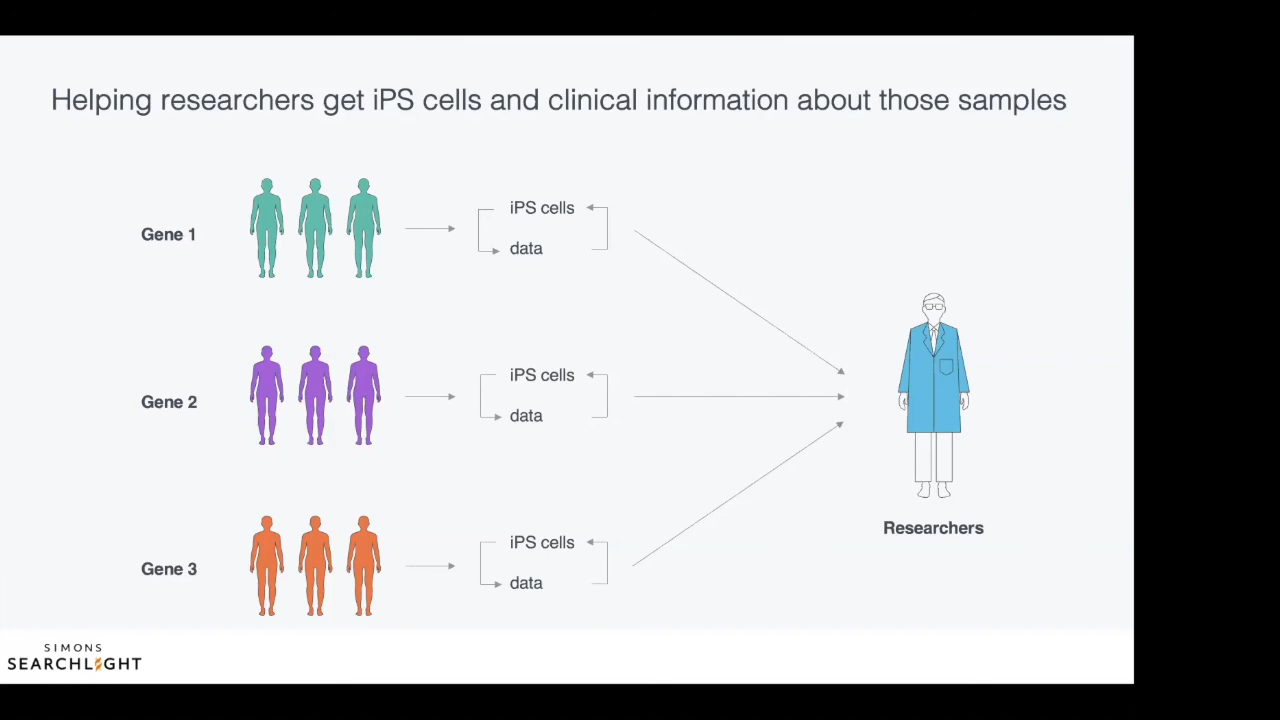 Helping researchers get iPS cells and clinical information about those samples
Gene 1
iPS cells
data
Gene 2
iPS cells
data
Gene 3
iPS cells
data
Researchers
SIMONS
SEARCHLIGHT